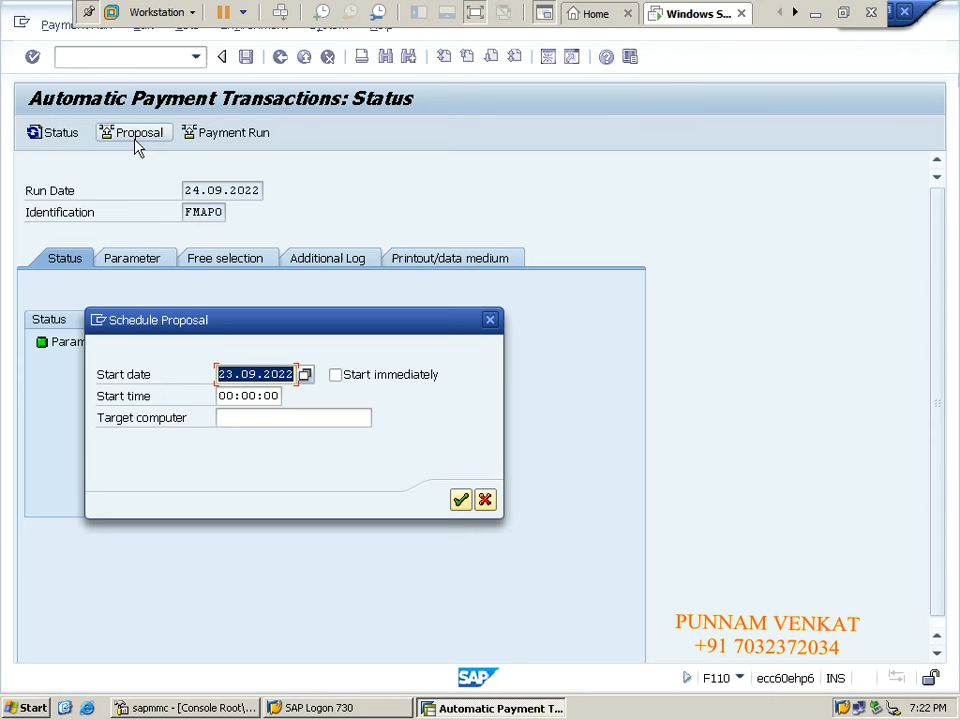 Workstation
Home
Windows S...
Automatic Payment Transactions: Status
Status
Proposal
Payment Run
Run Date 24.09.2022
Identification FMAPO
Status
Parameter
Free selection
Additional Log
Printout/data medium
Status
Param
Schedule Proposal
Start date 23.09.2022 Start immediately
Start time 00:00:00
Target computer
PUNNAM VENKAT
+91 7032372034
SAP
F110 ecc60ehp6 INS
Start
sapmmc - [Console Root\...
SAP Logon 730
Automatic Payment T...
7:22 PM